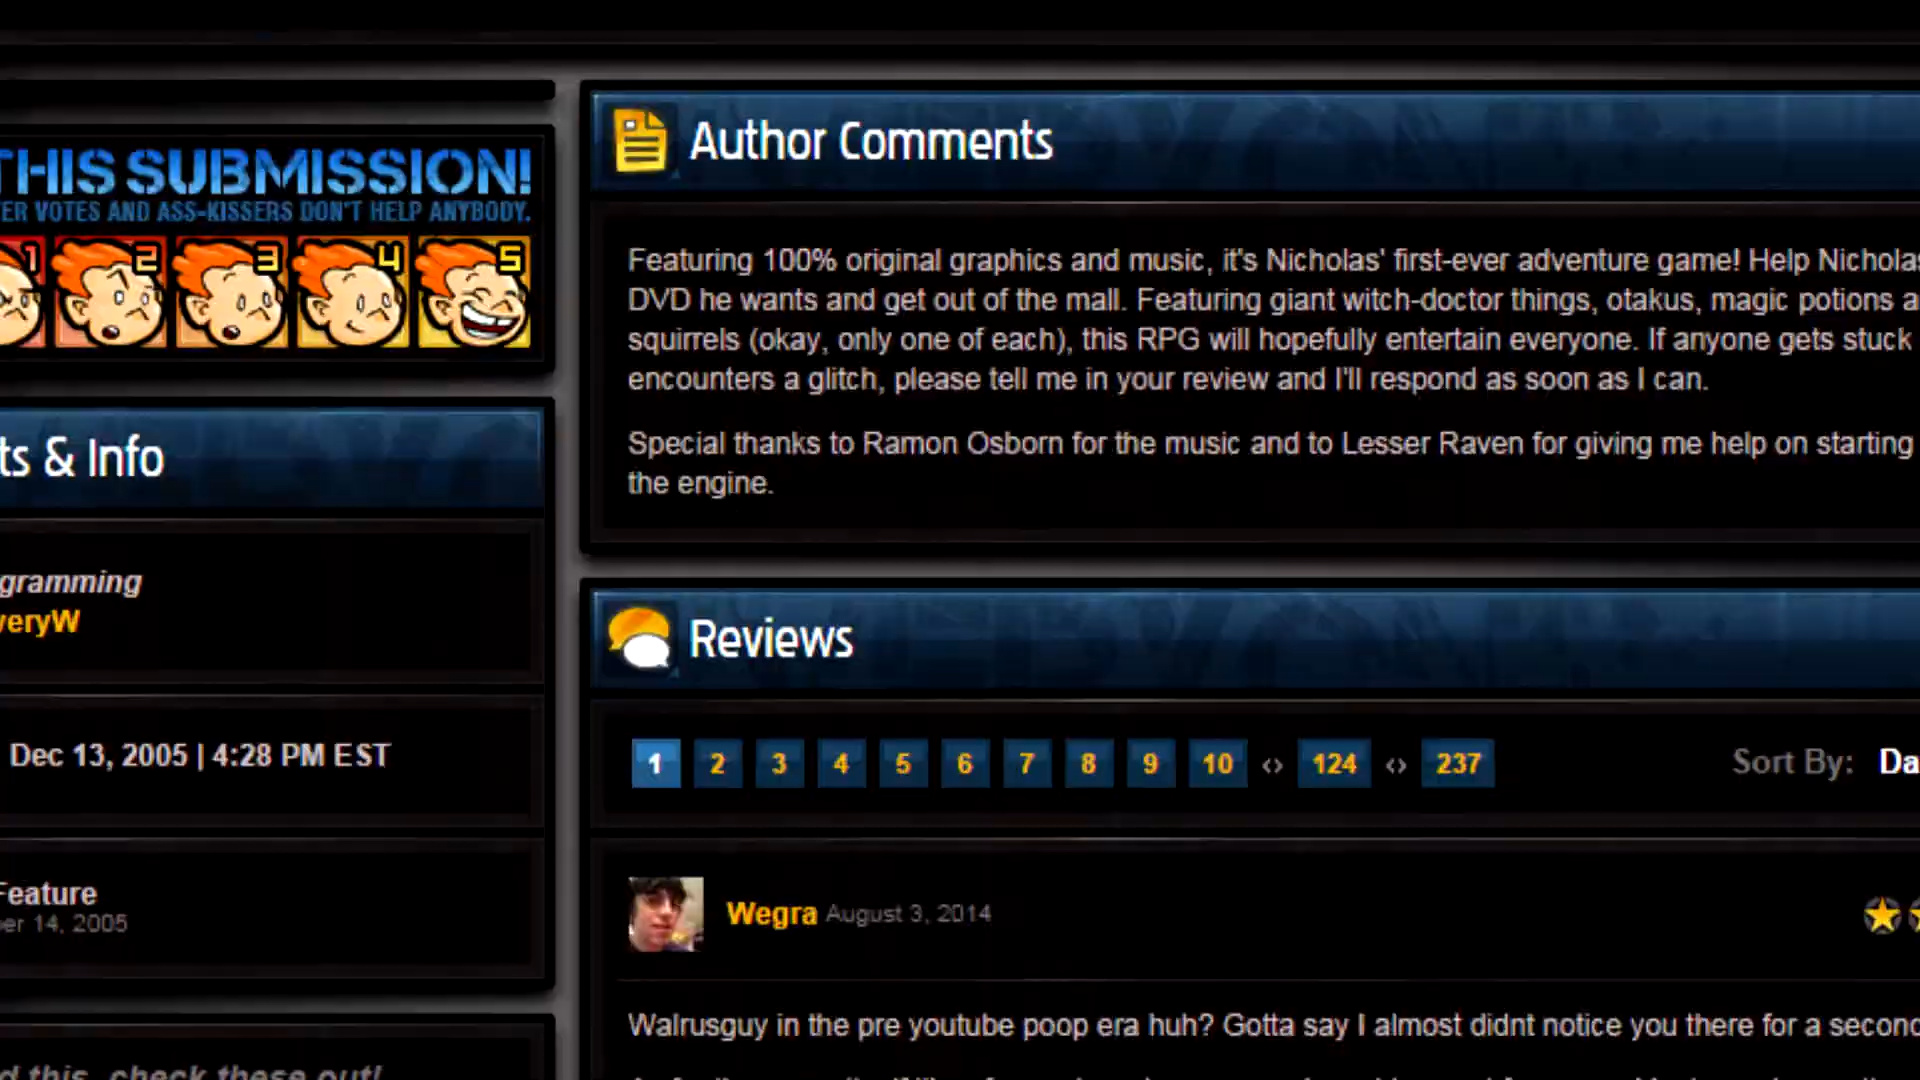 THIS SUBMISSION!
VOTES AND ASS-KISSERS DON'T HELP ANYBODY.
1 2 3 4 5
& Info
Dec 13, 2005 | 4:28 PM EST
Feature
14, 2005
this, check these out!
Author Comments
Featuring 100% original graphics and music, it's Nicholas' first-ever adventure game! Help Nicholas
DVD he wants and get out of the mall. Featuring giant witch-doctor things, otakus, magic potions a
squirrels (okay, only one of each), this RPG will hopefully entertain everyone. If anyone gets stuck
encounters a glitch, please tell me in your review and I'll respond as soon as I can.
Special thanks to Ramon Osborn for the music and to Lesser Raven for giving me help on starting
the engine.
Reviews
1 2 3 4 5 6 7 8 9 10 <> 124 <> 237
Sort By: Da
Wegra August 3, 2014
Walrusguy in the pre youtube poop era huh? Gotta say I almost didnt notice you there for a second